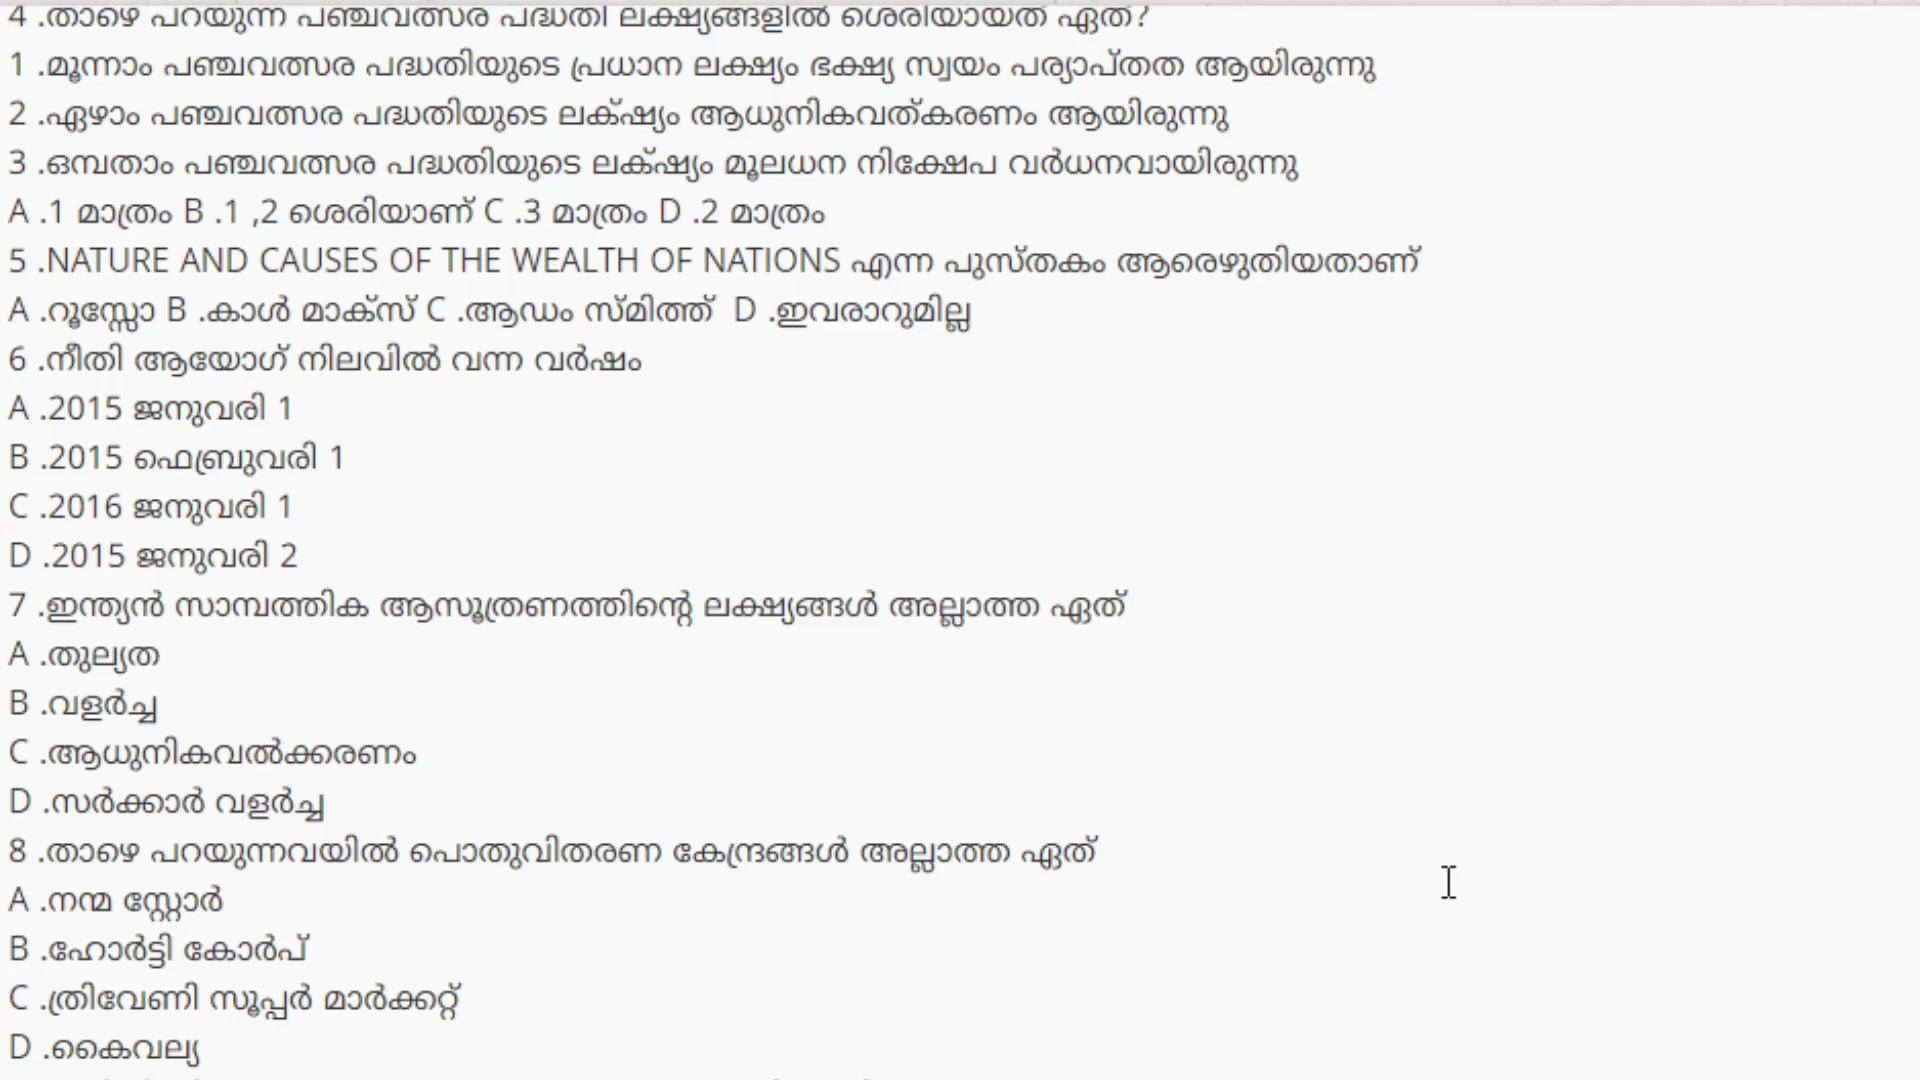 4 .താഴെ പറയുന്ന പഞ്ചവത്സര പദ്ധതി ലക്ഷ്യങ്ങളിൽ ശെരിയായത് ഏത്?
1 .മൂന്നാം പഞ്ചവത്സര പദ്ധതിയുടെ പ്രധാന ലക്ഷ്യം ഭക്ഷ്യ സ്വയം പര്യാപ്തത ആയിരുന്നു
2 .ഏഴാം പഞ്ചവത്സര പദ്ധതിയുടെ ലക്‌ഷ്യം ആധുനികവത്കരണം ആയിരുന്നു
3 .ഒമ്പതാം പഞ്ചവത്സര പദ്ധതിയുടെ ലക്‌ഷ്യം മൂലധന നിക്ഷേപ വർധനവായിരുന്നു
A .1 മാത്രം B .1 ,2 ശെരിയാണ് C .3 മാത്രം D .2 മാത്രം
5 .NATURE AND CAUSES OF THE WEALTH OF NATIONS എന്ന പുസ്തകം ആരെഴുതിയതാണ്
A .റൂസ്സോ B .കാൾ മാക്സ് C .ആഡം സ്മിത്ത്  D .ഇവരാറുമില്ല
6 .നീതി ആയോഗ് നിലവിൽ വന്ന വർഷം
A .2015 ജനുവരി 1
B .2015 ഫെബ്രുവരി 1
C .2016 ജനുവരി 1
D .2015 ജനുവരി 2
7 .ഇന്ത്യൻ സാമ്പത്തിക ആസൂത്രണത്തിന്റെ ലക്ഷ്യങ്ങൾ അല്ലാത്ത ഏത്
A .തുല്യത
B .വളർച്ച
C .ആധുനികവൽക്കരണം
D .സർക്കാർ വളർച്ച
8 .താഴെ പറയുന്നവയിൽ പൊതുവിതരണ കേന്ദ്രങ്ങൾ അല്ലാത്ത ഏത്
A .നന്മ സ്റ്റോർ
B .ഹോർട്ടി കോർപ്
C .ത്രിവേണി സൂപ്പർ മാർക്കറ്റ്
D .കൈവല്യ